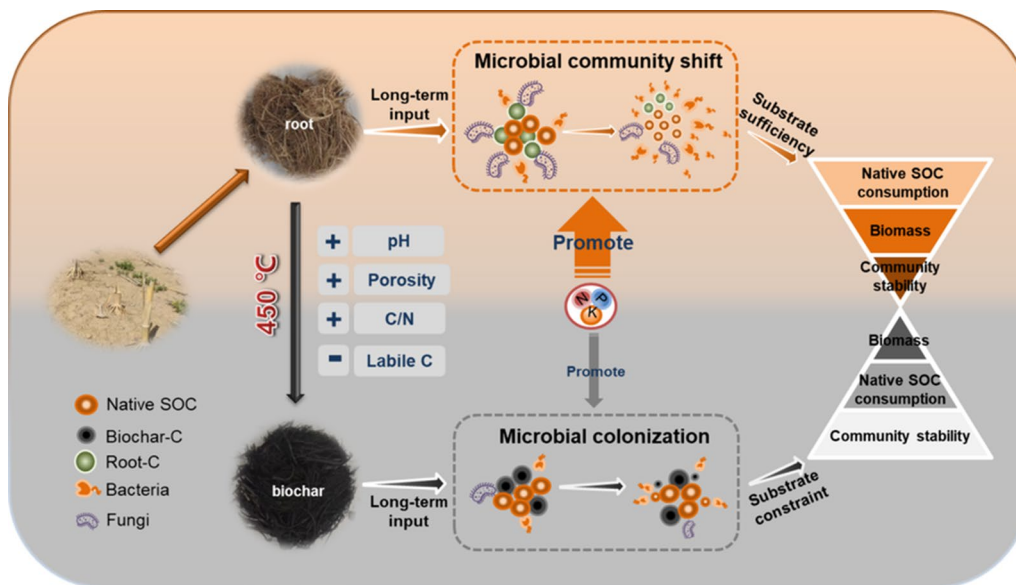 Microbial community shift
root
Long-term
input
Substrate
sufficiency
Native SOC
consumption
Biomass
Community
stability
450 °C
+ pH
+ Porosity
+ C/N
- Labile C
Promote
N P
K
Promote
Biomass
Native SOC
consumption
Community stability
Native SOC
Biochar-C
Root-C
Bacteria
Fungi
biochar
Long-term
input
Microbial colonization
Substrate
constraint